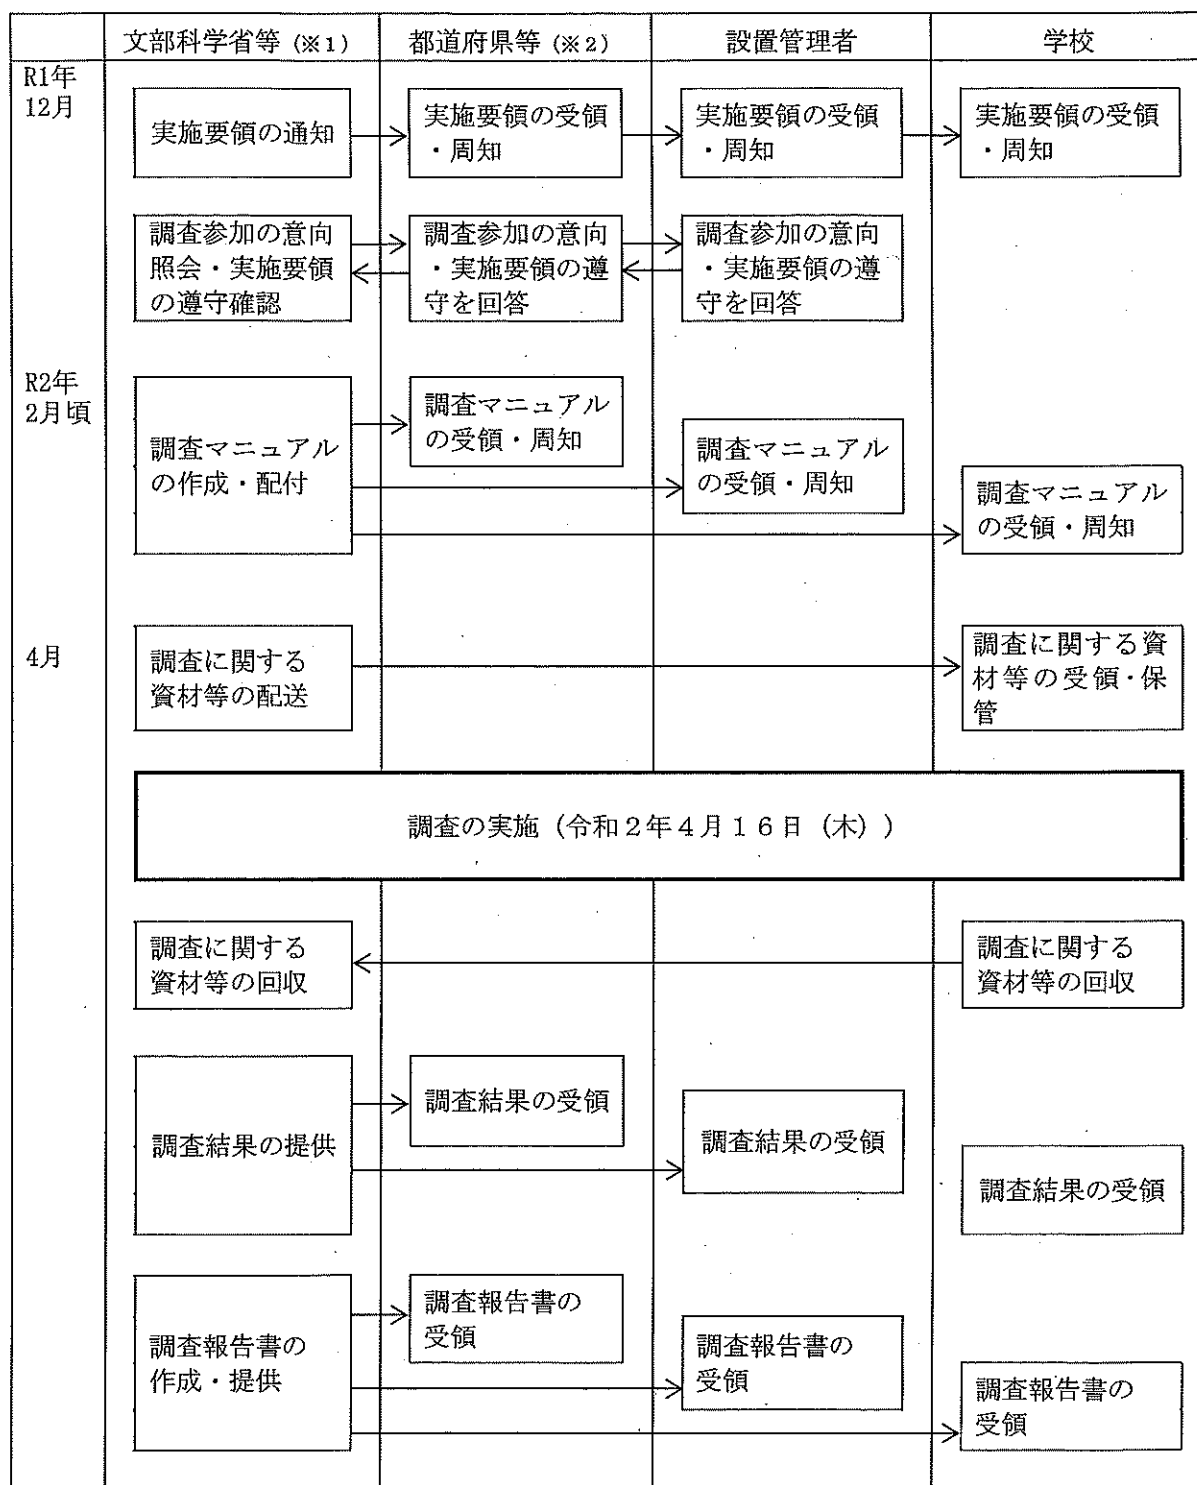 文部科学省等（※1）
都道府県等（※2）
設置管理者
学校
R1年
12月
実施要領の通知
実施要領の受領
・周知
実施要領の受領
・周知
実施要領の受領
・周知
調査参加の意向
照会・実施要領
の遵守確認
調査参加の意向
・実施要領の遵
守を回答
調査参加の意向
・実施要領の遵
守を回答
R2年
2月頃
調査マニュアル
の作成・配付
調査マニュアル
の受領・周知
調査マニュアル
の受領・周知
調査マニュアル
の受領・周知
4月
調査に関する
資材等の配送
調査に関する資
材等の受領・保
管
調査の実施（令和２年４月１６日（木））
調査に関する
資材等の回収
調査に関する
資材等の回収
調査結果の提供
調査結果の受領
調査結果の受領
調査結果の受領
調査報告書の
作成・提供
調査報告書の
受領
調査報告書の
受領
調査報告書の
受領